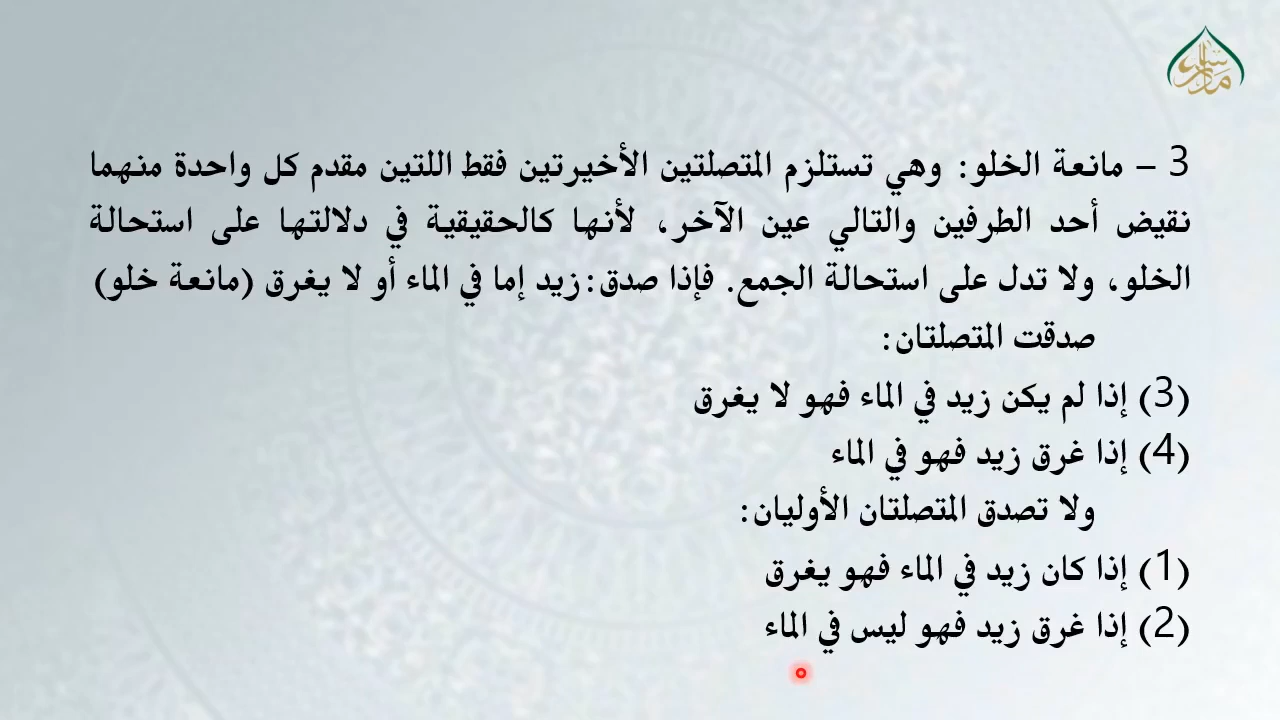 3 – مانعة الخلو: وهي تستلزم المتصلتين الأخيرتين فقط اللتين مقدم كل واحدة منهما
نقيض أحد الطرفين والتالي عين الآخر، لأنها كالحقيقية في دلالتها على استحالة
الخلو، ولا تدل على استحالة الجمع. فإذا صدق:زيد إما في الماء أو لا يغرق (مانعة خلو)
صدقت المتصلتان:
(3) إذا لم يكن زيد في الماء فهو لا يغرق
(4) إذا غرق زيد فهو في الماء
ولا تصدق المتصلتان الأوليان:
(1) إذا كان زيد في الماء فهو يغرق
(2) إذا غرق زيد فهو ليس في الماء